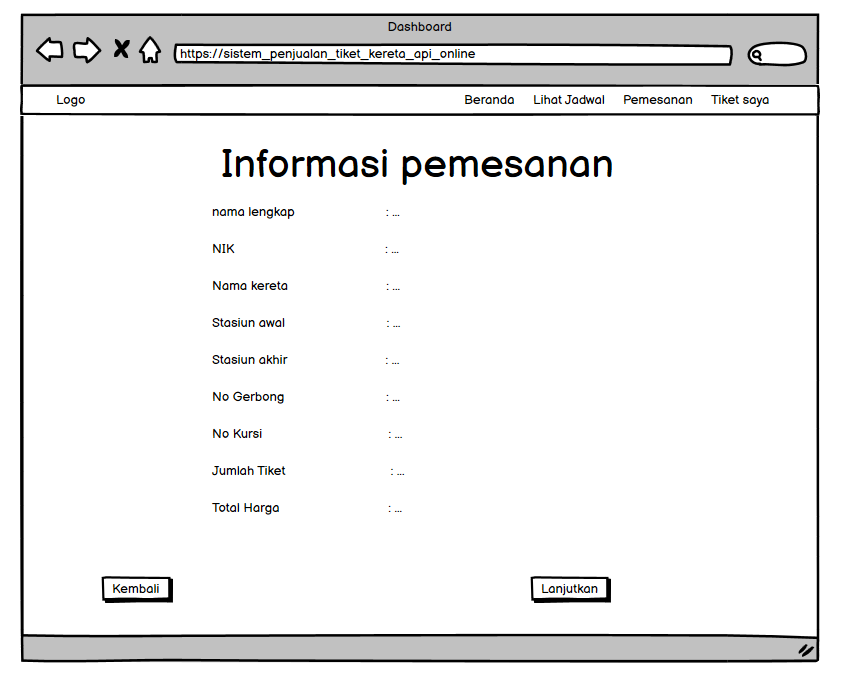 Dashboard
https://sistem_penjualan_tiket_kereta_api_online
Logo Beranda Lihat Jadwal Pemesanan Tiket saya
Informasi pemesanan
nama lengkap : ...
NIK : ...
Nama kereta : ...
Stasiun awal : ...
Stasiun akhir : ...
No Gerbong : ...
No Kursi : ...
Jumlah Tiket : ...
Total Harga : ...
Kembali Lanjutkan